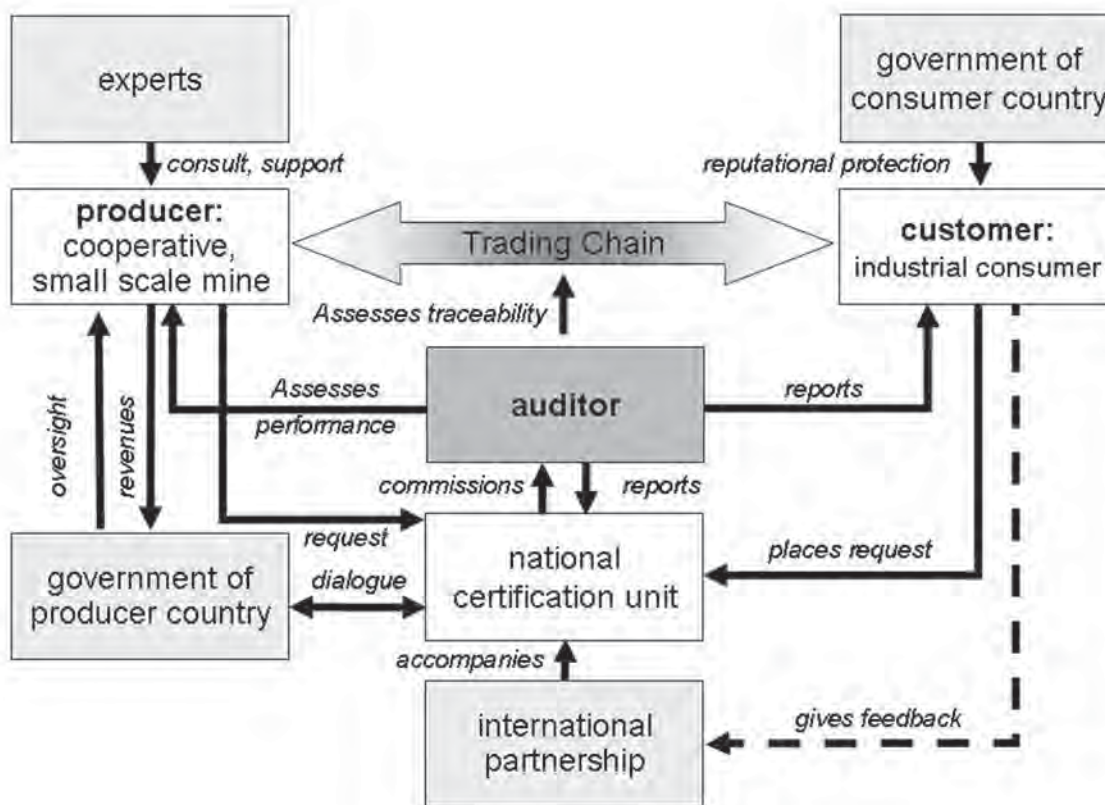 experts
government of
consumer country
consult, support
reputational protection
producer:
cooperative,
small scale mine
Trading Chain
customer:
industrial consumer
Assesses traceability
oversight
revenues
Assesses
performance
auditor
reports
commissions
reports
request
national
certification unit
places request
government of
producer country
dialogue
accompanies
international
partnership
gives feedback